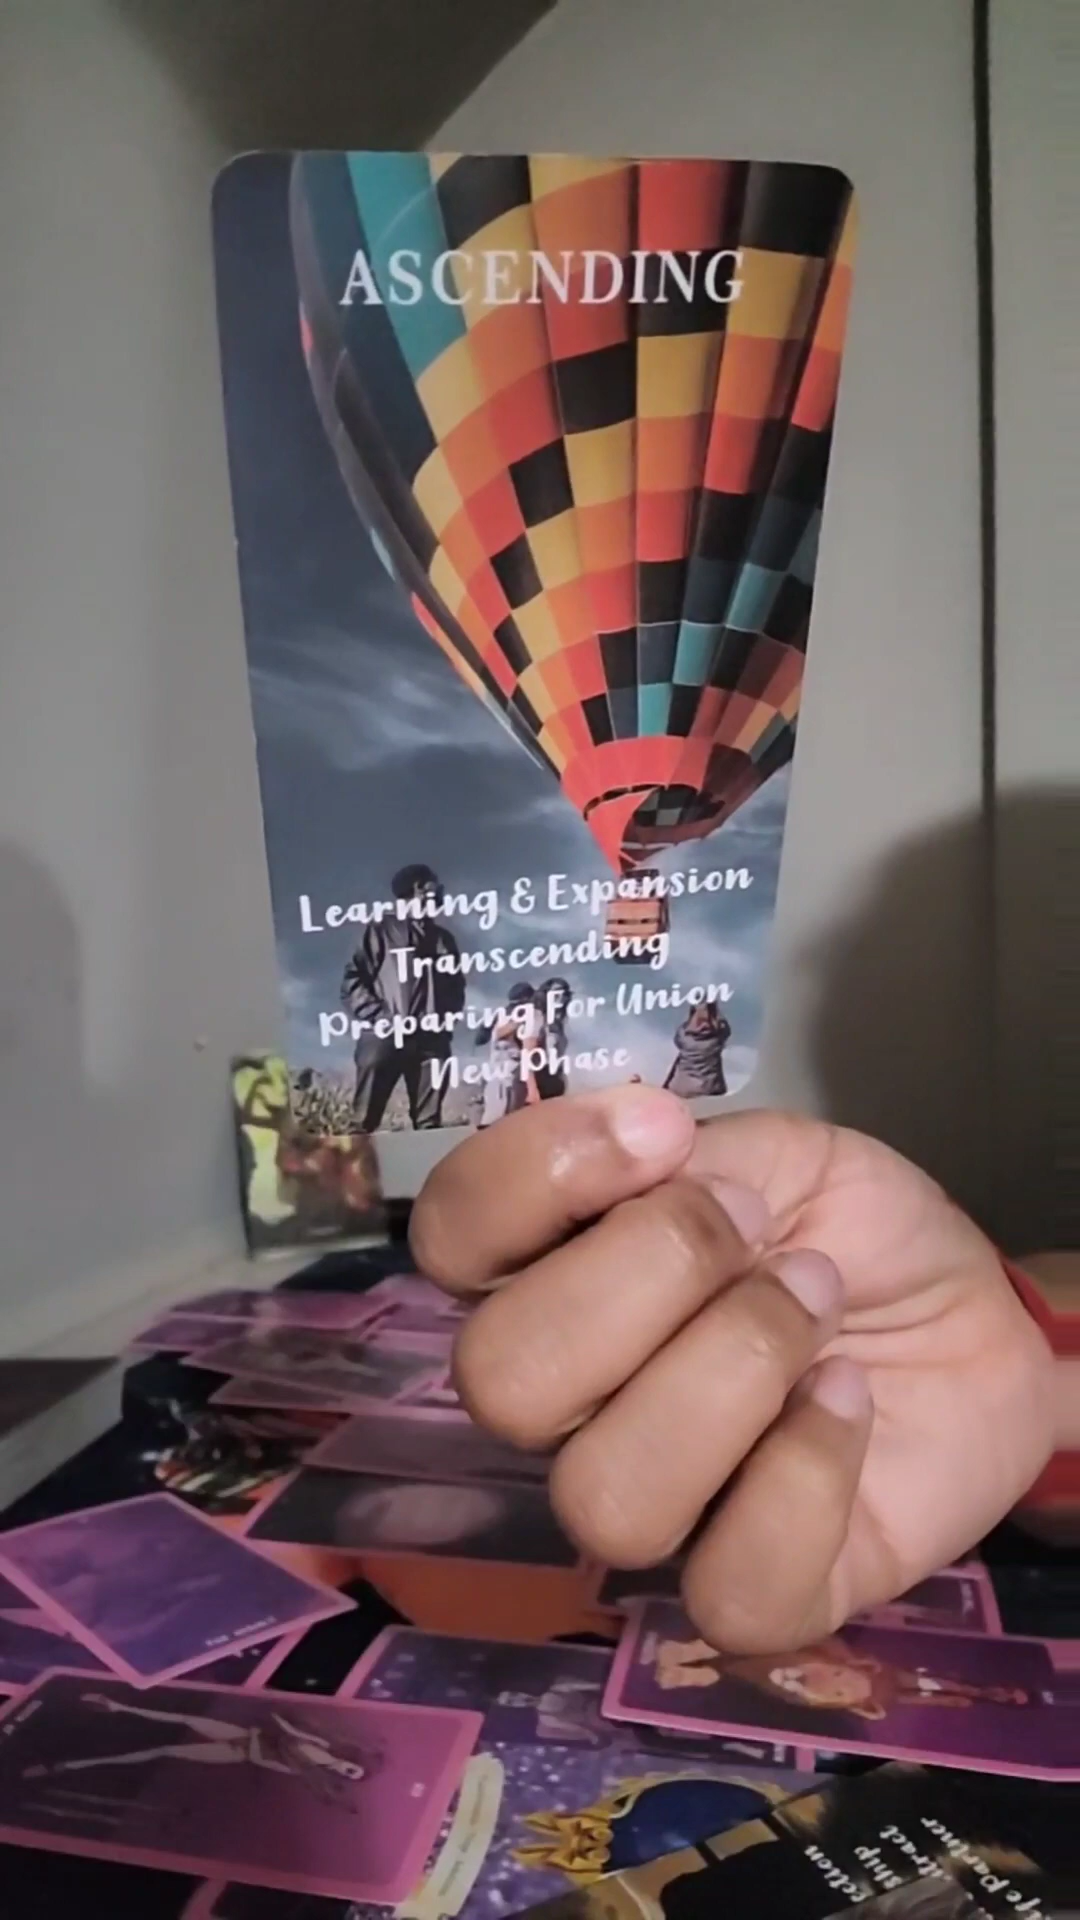 ASCENDING
Learning & Expansion
Transcending
Preparing For Union
New Phase